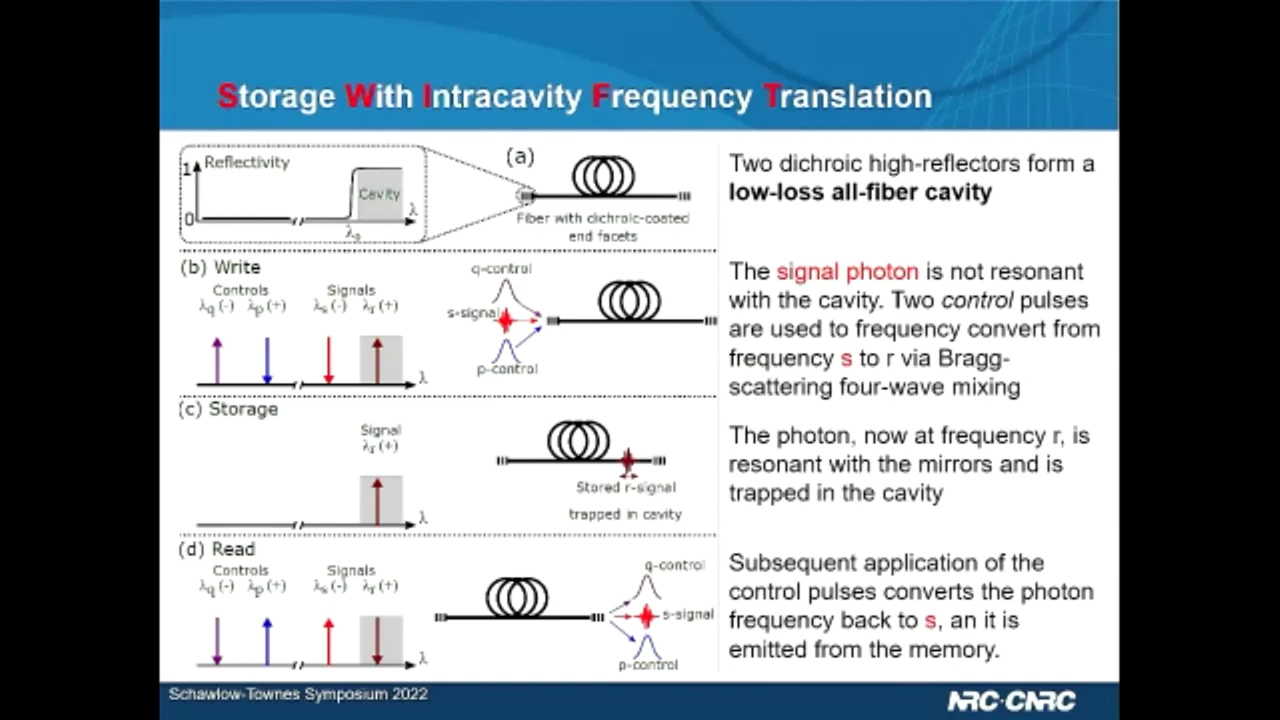 Storage With Intracavity Frequency Translation
1
Reflectivity
Cavity
0
λ
(a)
Fiber with dichroic-coated
end facets
Two dichroic high-reflectors form a
low-loss all-fiber cavity
(b) Write
Controls
Signals
λq (-) λp (+)
λs (-) λr (+)
λ
q-control
s-signal
p-control
The signal photon is not resonant
with the cavity. Two control pulses
are used to frequency convert from
frequency s to r via Bragg-
scattering four-wave mixing
(c) Storage
Signal
λr (+)
λ
Stored r-signal
trapped in cavity
The photon, now at frequency r, is
resonant with the mirrors and is
trapped in the cavity
(d) Read
Controls
Signals
λq (-) λp (+)
λs (-) λr (+)
λ
q-control
s-signal
p-control
Subsequent application of the
control pulses converts the photon
frequency back to s, an it is
emitted from the memory.
Schawlow-Townes Symposium 2022
NRC·CNRC